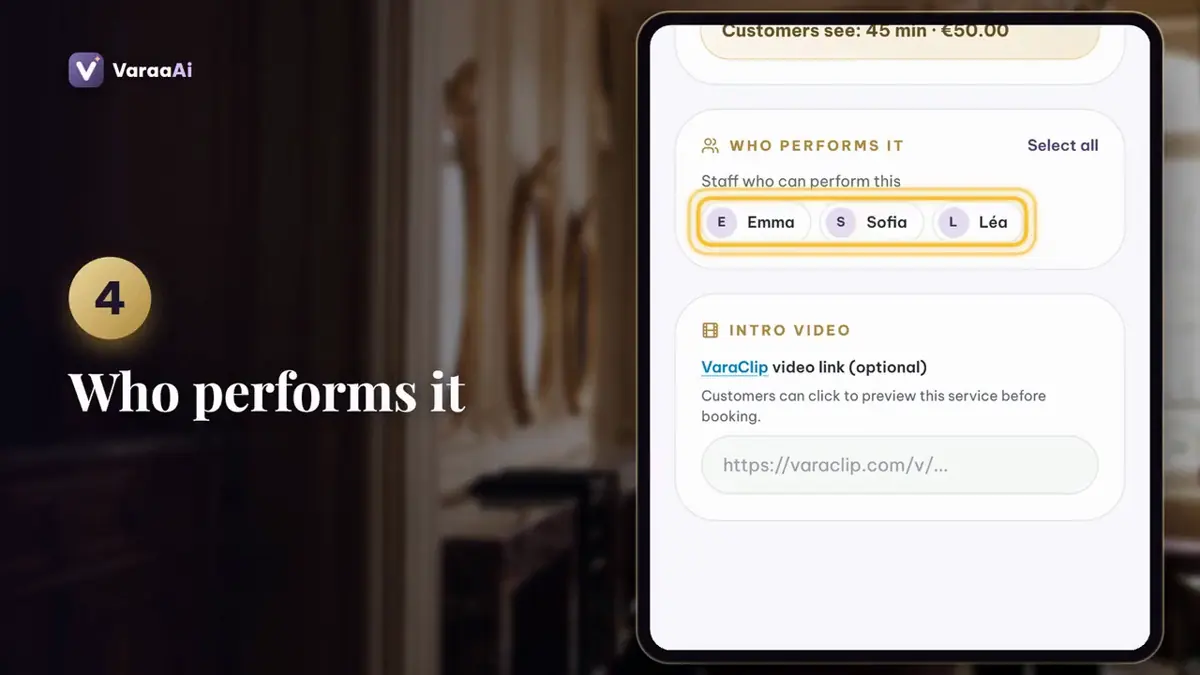 VaraaAi
4
Who performs it
Customers see: 45 min · €50.00
WHO PERFORMS IT
Select all
Staff who can perform this
E Emma
S Sofia
L Léa
INTRO VIDEO
VaraClip video link (optional)
Customers can click to preview this service before
booking.
https://varaclip.com/v/...